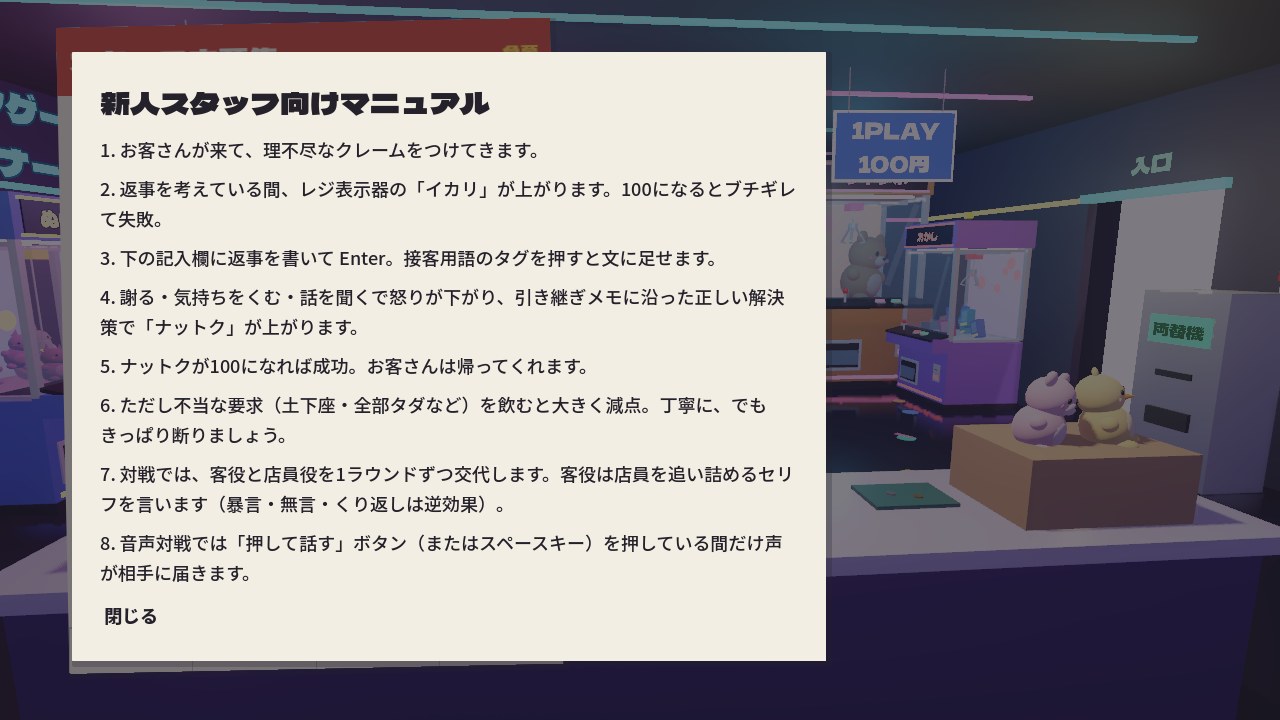 新人スタッフ向けマニュアル
1. お客さんが来て、理不尽なクレームをつけてきます。
2. 返事を考えている間、レジ表示器の「イカリ」が上がります。100になるとブチギレ
て失敗。
3. 下の記入欄に返事を書いて Enter。接客用語のタグを押すと文に足せます。
4. 謝る・気持ちをくむ・話を聞くで怒りが下がり、引き継ぎメモに沿った正しい解決
策で「ナットク」が上がります。
5. ナットクが100になれば成功。お客さんは帰ってくれます。
6. ただし不当な要求（土下座・全部タダなど）を飲むと大きく減点。丁寧に、でも
きっぱり断りましょう。
7. 対戦では、客役と店員役を1ラウンドずつ交代します。客役は店員を追い詰めるセリ
フを言います（暴言・無言・くり返しは逆効果）。
8. 音声対戦では「押して話す」ボタン（またはスペースキー）を押している間だけ声
が相手に届きます。
閉じる
1PLAY
100円
入口
おかし
両替機